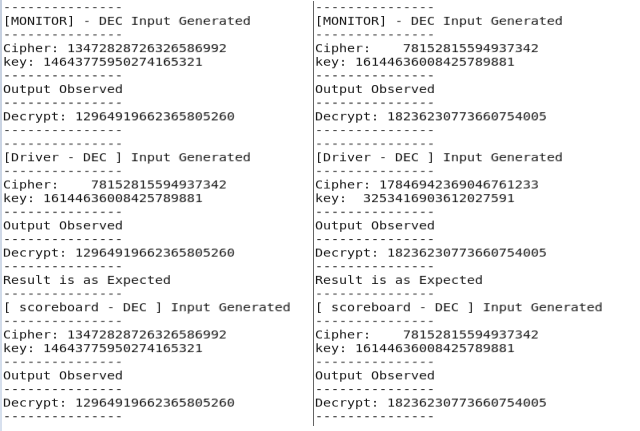 ---------------
[MONITOR] - DEC Input Generated
---------------
Cipher: 13472828726326586992
key: 14643775950274165321
---------------
Output Observed
---------------
Decrypt: 12964919662365805260
---------------
---------------
[Driver - DEC ] Input Generated
---------------
Cipher:    78152815594937342
key: 16144636008425789881
---------------
Output Observed
---------------
Decrypt: 12964919662365805260
---------------
Result is as Expected
---------------
[ scoreboard - DEC ] Input Generated
---------------
Cipher: 13472828726326586992
key: 14643775950274165321
---------------
Output Observed
---------------
Decrypt: 12964919662365805260
---------------
---------------
[MONITOR] - DEC Input Generated
---------------
Cipher:    78152815594937342
key: 16144636008425789881
---------------
Output Observed
---------------
Decrypt: 18236230773660754005
---------------
---------------
[Driver - DEC ] Input Generated
---------------
Cipher: 17846942369046761233
key:  3253416903612027591
---------------
Output Observed
---------------
Decrypt: 18236230773660754005
---------------
Result is as Expected
---------------
[ scoreboard - DEC ] Input Generated
---------------
Cipher:    78152815594937342
key: 16144636008425789881
---------------
Output Observed
---------------
Decrypt: 18236230773660754005
---------------